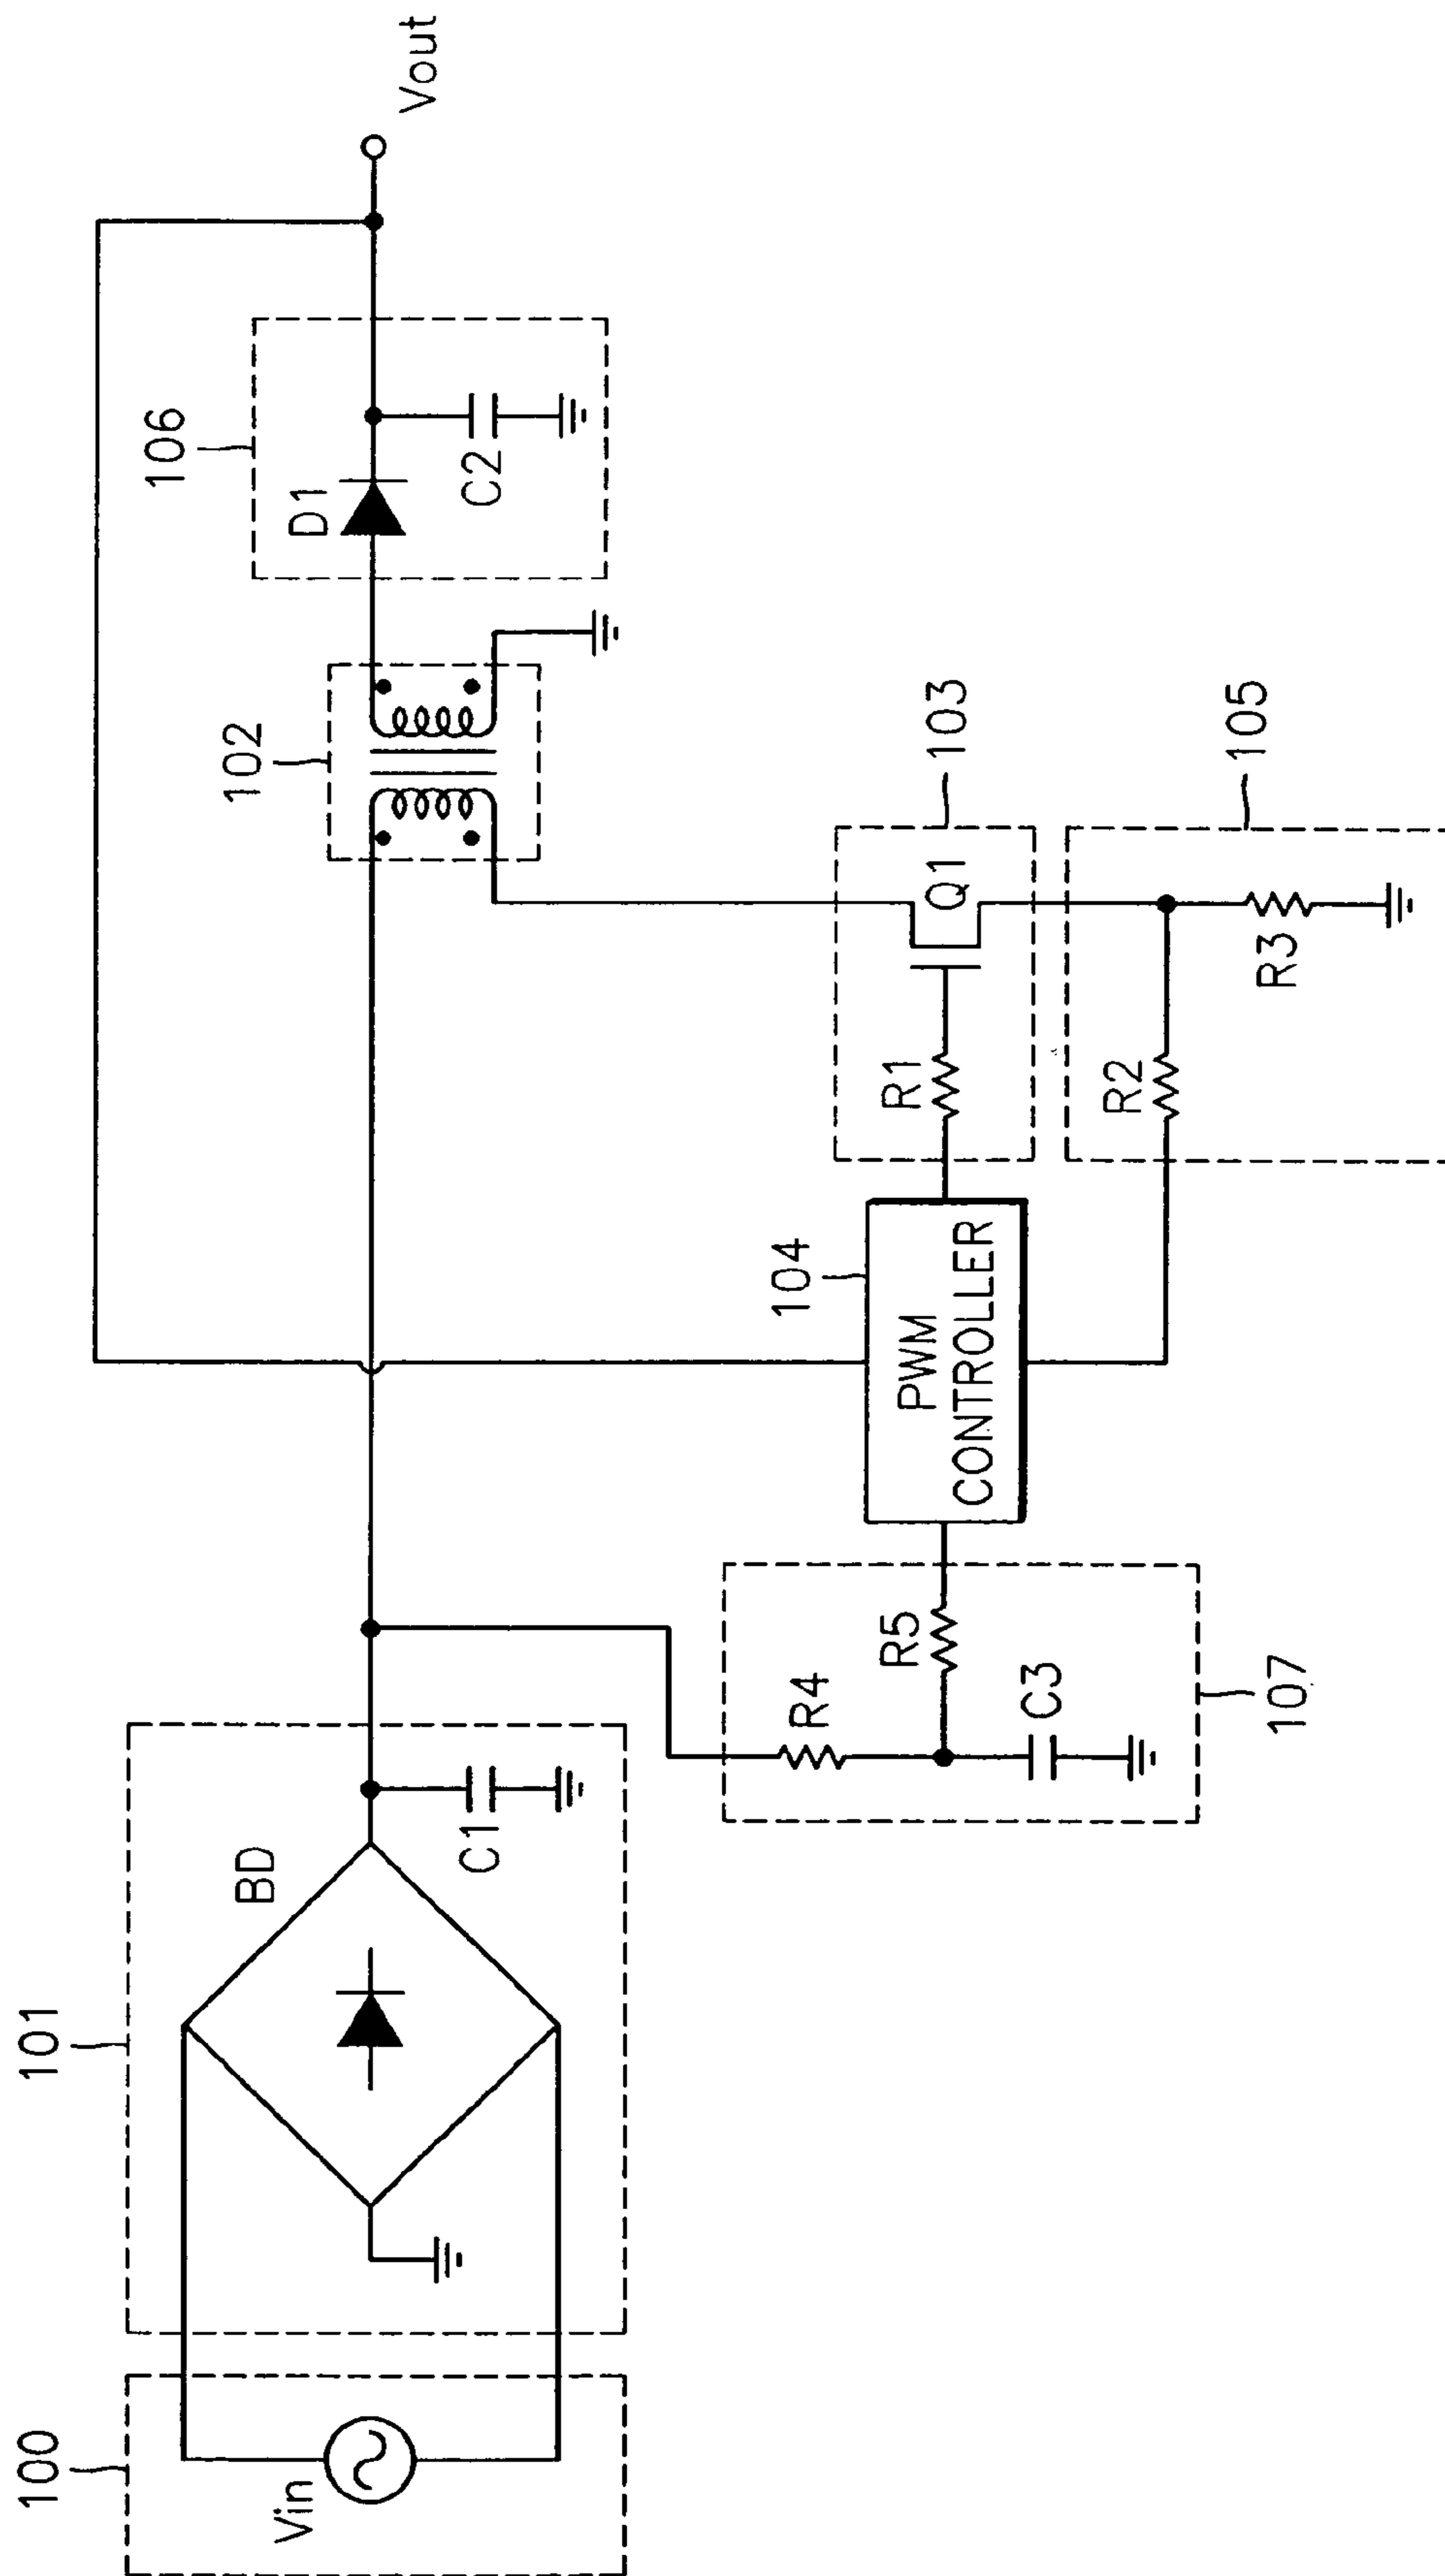 100
Vin
101
BD
C1
107
R4
R5
C3
104
PWM
CONTROLLER
103
R1
Q1
105
R2
R3
102
106
D1
C2
Vout